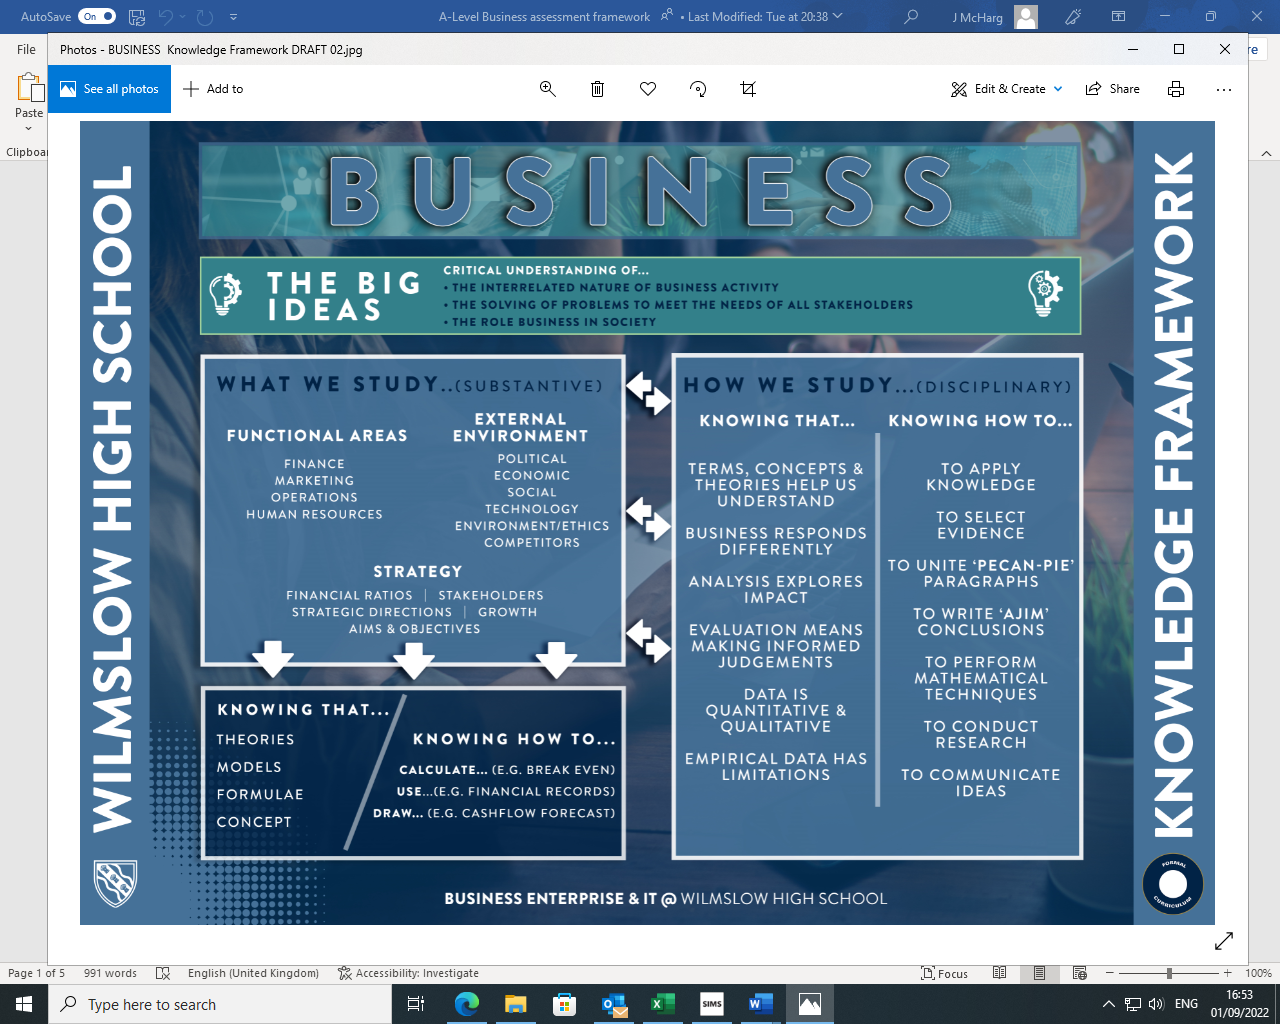 AutoSave On
A-Level Business assessment framework • Last Modified: Tue at 20:38
J McHarg
File
Photos - BUSINESS Knowledge Framework DRAFT 02.jpg
re
See all photos
Add to
Edit & Create
Share
Paste
Clipboar
WILMSLOW HIGH SCHOOL
BUSINESS
THE BIG
IDEAS
CRITICAL UNDERSTANDING OF...
• THE INTERRELATED NATURE OF BUSINESS ACTIVITY
• THE SOLVING OF PROBLEMS TO MEET THE NEEDS OF ALL STAKEHOLDERS
• THE ROLE BUSINESS IN SOCIETY
WHAT WE STUDY..(SUBSTANTIVE)
FUNCTIONAL AREAS
FINANCE
MARKETING
OPERATIONS
HUMAN RESOURCES
EXTERNAL
ENVIRONMENT
POLITICAL
ECONOMIC
SOCIAL
TECHNOLOGY
ENVIRONMENT/ETHICS
COMPETITORS
STRATEGY
FINANCIAL RATIOS | STAKEHOLDERS
STRATEGIC DIRECTIONS | GROWTH
AIMS & OBJECTIVES
KNOWING THAT...
THEORIES
MODELS
FORMULAE
CONCEPT
KNOWING HOW TO...
CALCULATE... (E.G. BREAK EVEN)
USE...(E.G. FINANCIAL RECORDS)
DRAW... (E.G. CASHFLOW FORECAST)
HOW WE STUDY...(DISCIPLINARY)
KNOWING THAT...
TERMS, CONCEPTS &
THEORIES HELP US
UNDERSTAND
BUSINESS RESPONDS
DIFFERENTLY
ANALYSIS EXPLORES
IMPACT
EVALUATION MEANS
MAKING INFORMED
JUDGEMENTS
DATA IS
QUANTITATIVE &
QUALITATIVE
EMPIRICAL DATA HAS
LIMITATIONS
KNOWING HOW TO...
TO APPLY
KNOWLEDGE
TO SELECT
EVIDENCE
TO UNITE ‘PECAN-PIE’
PARAGRAPHS
TO WRITE ‘AJIM’
CONCLUSIONS
TO PERFORM
MATHEMATICAL
TECHNIQUES
TO CONDUCT
RESEARCH
TO COMMUNICATE
IDEAS
KNOWLEDGE FRAMEWORK
FORMAL
CURRICULUM
BUSINESS ENTERPRISE & IT @ WILMSLOW HIGH SCHOOL
Page 1 of 5 991 words English (United Kingdom) Accessibility: Investigate
Focus
100%
Type here to search
SIMS
ENG
16:53
01/09/2022